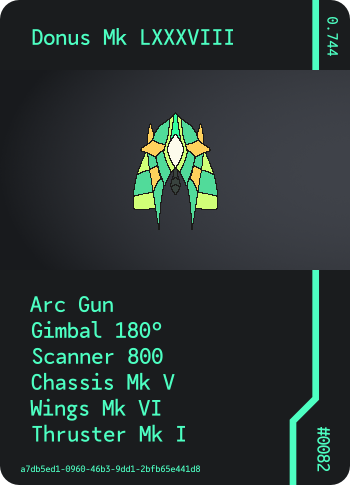 Donus Mk LXXXVIII
0.744
Arc Gun
Gimbal 180°
Scanner 800
Chassis Mk V
Wings Mk VI
Thruster Mk I
#0082
a7db5ed1-0960-46b3-9dd1-2bfb65e441d8